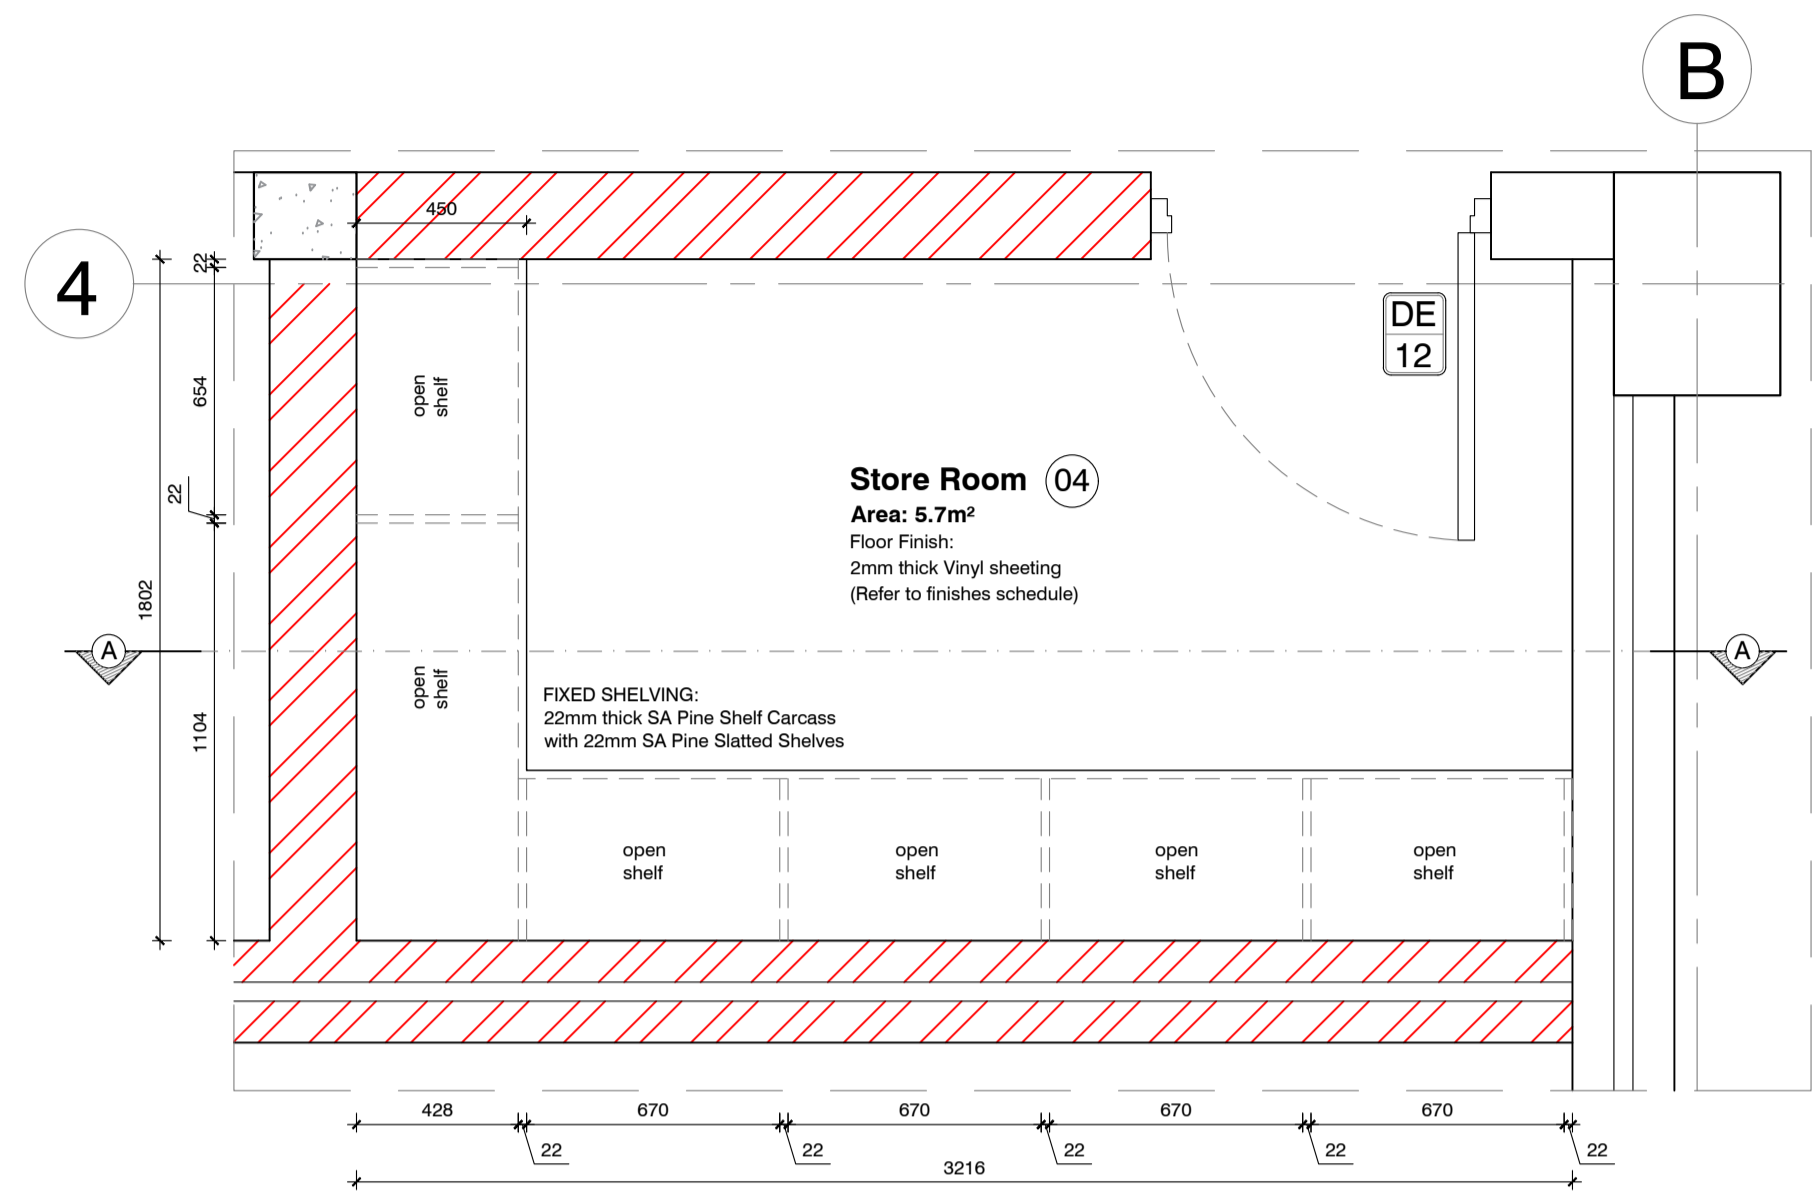 B
450
22
4
DE
12
654
open
shelf
Store Room 04
Area: 5.7m²
Floor Finish:
2mm thick Vinyl sheeting
(Refer to finishes schedule)
22
1802
A
A
open
shelf
1104
FIXED SHELVING:
22mm thick SA Pine Shelf Carcass
with 22mm SA Pine Slatted Shelves
open
shelf
open
shelf
open
shelf
open
shelf
428 670 670 670 670
22 22 22 22 22
3216